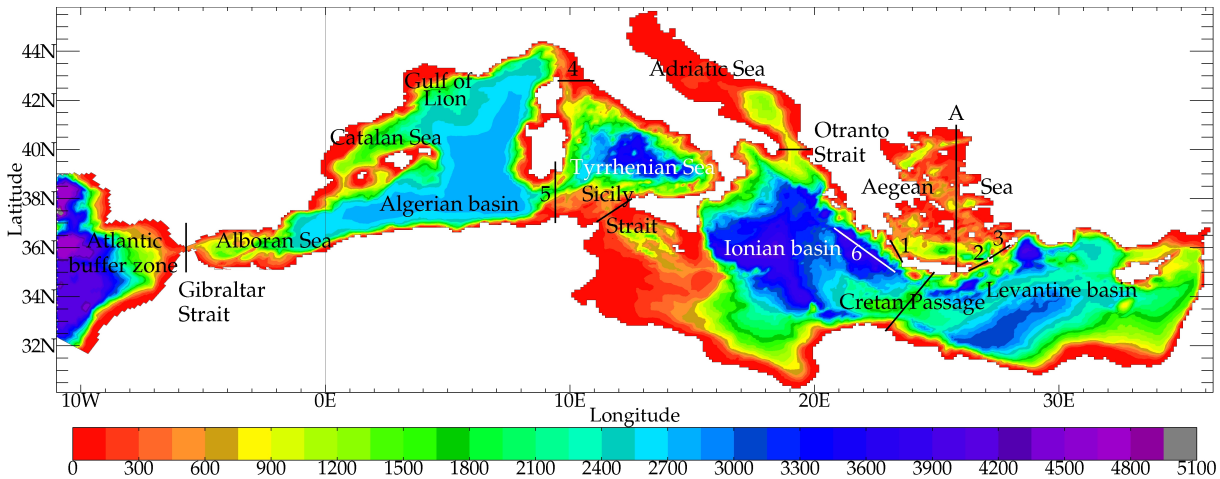 44N
42N
40N
38N
36N
34N
32N
Latitude
10W
0E
10E
20E
30E
Longitude
Gulf of
Lion
Catalan Sea
Algerian basin
Alboran Sea
Atlantic
buffer zone
Gibraltar
Strait
4
5
Tyrrhenian Sea
Sicily
Strait
Adriatic Sea
Otranto
Strait
Ionian basin
6
Aegean
Sea
A
1
2
3
Cretan Passage
Levantine basin
0
300
600
900
1200
1500
1800
2100
2400
2700
3000
3300
3600
3900
4200
4500
4800
5100